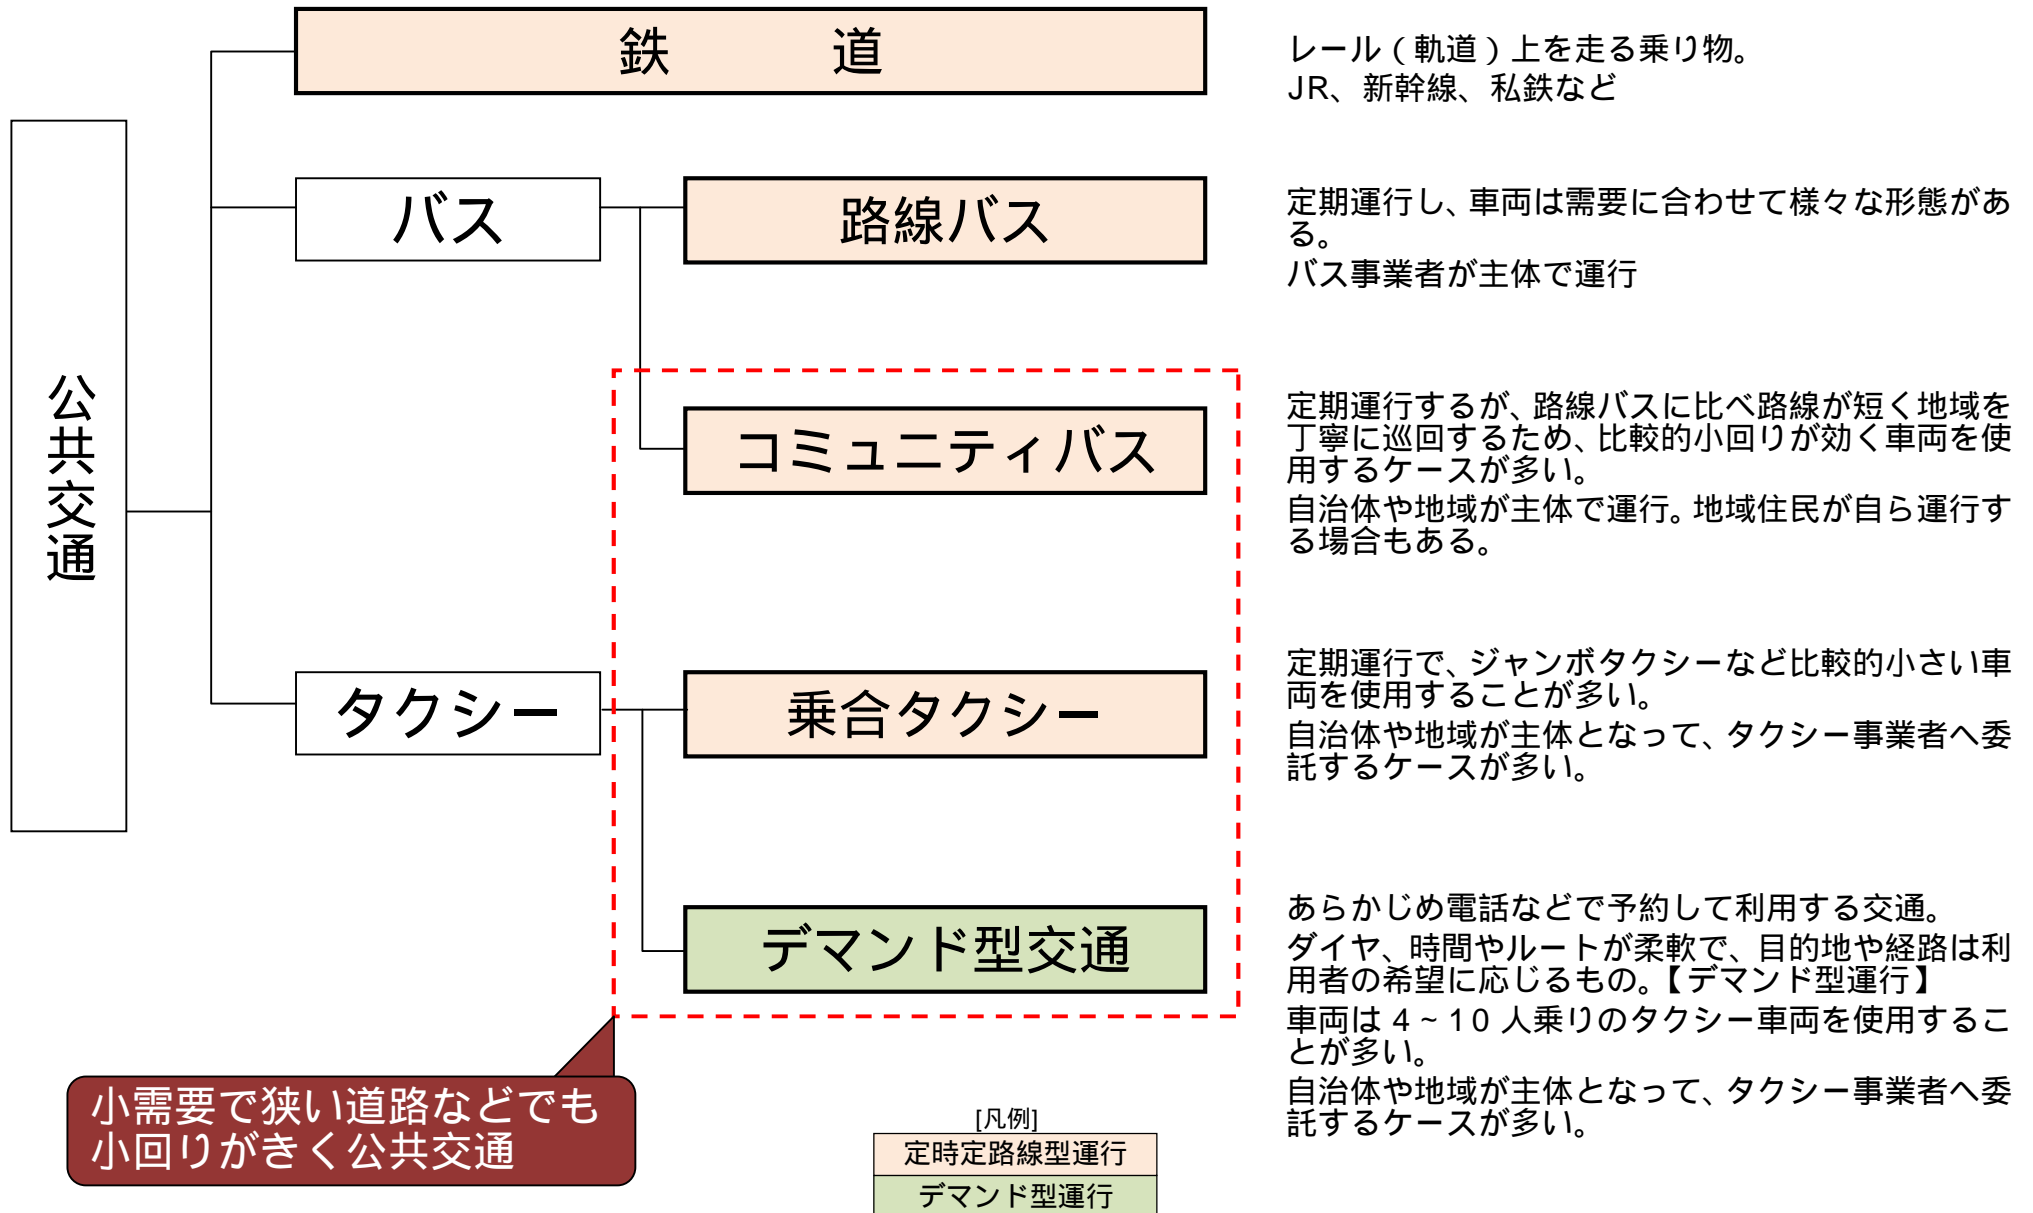 鉄　道
レール（軌道）上を走る乗り物。
JR、新幹線、私鉄など
公共交通
バス
路線バス
定期運行し、車両は需要に合わせて様々な形態があ
る。
バス事業者が主体で運行
コミュニティバス
定期運行するが、路線バスに比べ路線が短く地域を
丁寧に巡回するため、比較的小回りが効く車両を使
用するケースが多い。
自治体や地域が主体で運行。地域住民が自ら運行す
る場合もある。
タクシー
乗合タクシー
定期運行で、ジャンボタクシーなど比較的小さい車
両を使用することが多い。
自治体や地域が主体となって、タクシー事業者へ委
託するケースが多い。
デマンド型交通
あらかじめ電話などで予約して利用する交通。
ダイヤ、時間やルートが柔軟で、目的地や経路は利
用者の希望に応じるもの。【デマンド型運行】
車両は 4～10 人乗りのタクシー車両を使用するこ
とが多い。
自治体や地域が主体となって、タクシー事業者へ委
託するケースが多い。
小需要で狭い道路などでも
小回りがきく公共交通
[凡例]
定時定路線型運行
デマンド型運行